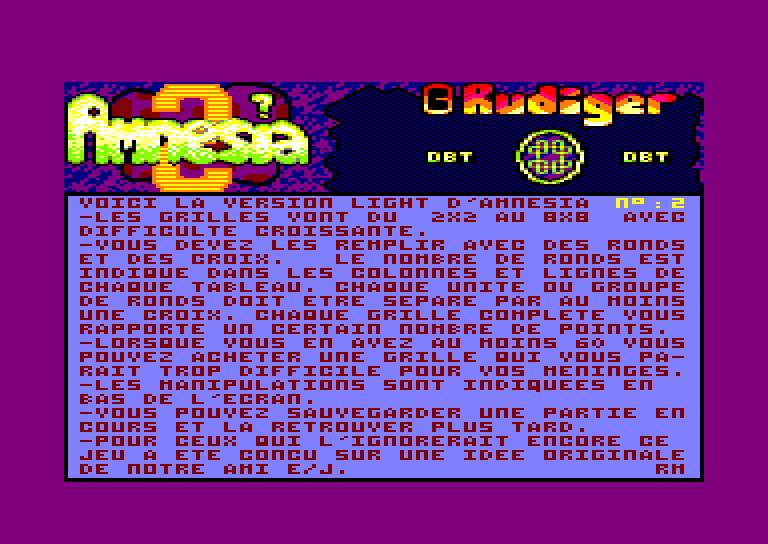 Amnesia 2 ?
© Rudiger
DBT DBT
VOICI LA VERSION LIGHT D'AMNESIA Nº:2
-LES GRILLES VONT DU 2X2 AU 8X8 AVEC
DIFFICULTE CROISSANTE.
-VOUS DEVEZ LES REMPLIR AVEC DES RONDS
ET DES CROIX. LE NOMBRE DE RONDS EST
INDIQUE DANS LES COLONNES ET LIGNES DE
CHAQUE TABLEAU. CHAQUE UNITE OU GROUPE
DE RONDS DOIT ETRE SEPARE PAR AU MOINS
UNE CROIX. CHAQUE GRILLE COMPLETE VOUS
RAPPORTE UN CERTAIN NOMBRE DE POINTS.
-LORSQUE VOUS EN AVEZ AU MOINS 60 VOUS
POUVEZ ACHETER UNE GRILLE QUI VOUS PA-
RAIT TROP DIFFICILE POUR VOS MENINGES.
-LES MANIPULATIONS SONT INDIQUEES EN
BAS DE L'ECRAN.
-VOUS POUVEZ SAUVEGARDER UNE PARTIE EN
COURS ET LA RETROUVER PLUS TARD.
-POUR CEUX QUI L'IGNORERAIT ENCORE CE
JEU A ETE CONCU SUR UNE IDEE ORIGINALE
DE NOTRE AMI E/J. RM